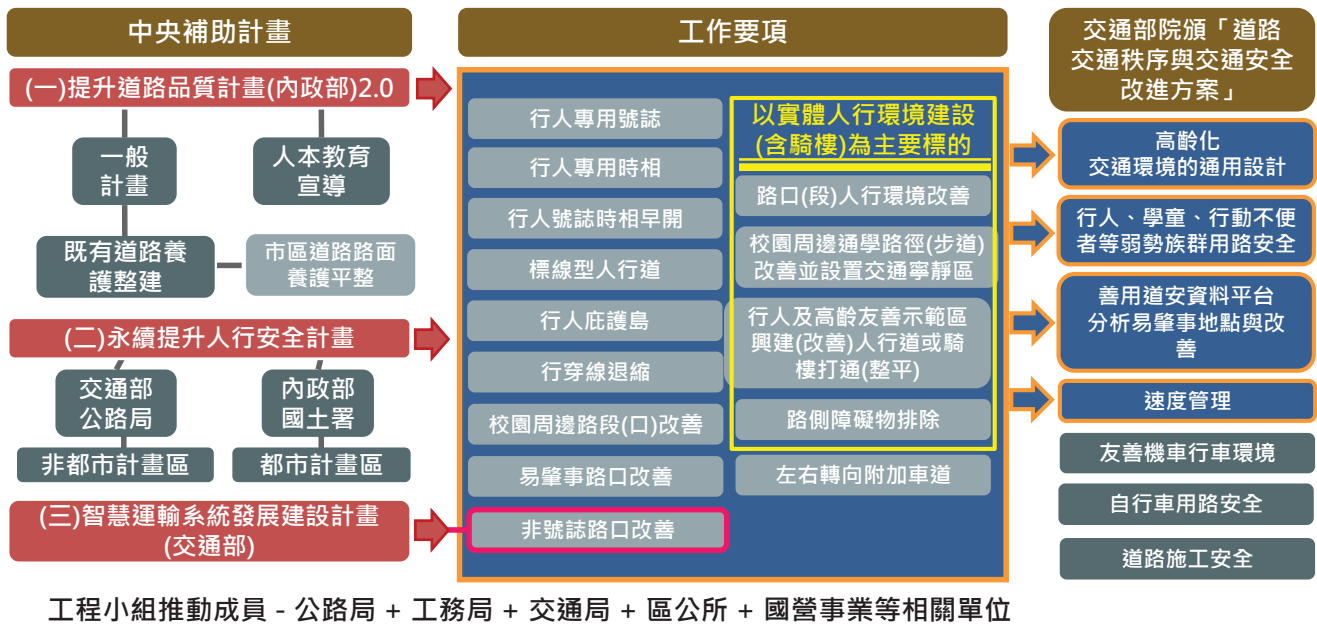 中央補助計畫
(一)提升道路品質計畫(內政部)2.0
一般
計畫
人本教育
宣導
既有道路養
護整建
市區道路路面
養護平整
(二)永續提升人行安全計畫
交通部
公路局
內政部
國土署
非都市計畫區
都市計畫區
(三)智慧運輸系統發展建設計畫
(交通部)
工作要項
行人專用號誌
行人專用時相
行人號誌時相早開
標線型人行道
行人庇護島
行穿線退縮
校園周邊路段(口)改善
易肇事路口改善
非號誌路口改善
以實體人行環境建設
(含騎樓)為主要標的
路口(段)人行環境改善
校園周邊通學路徑(步道)
改善並設置交通寧靜區
行人及高齡友善示範區
興建(改善)人行道或騎
樓打通(整平)
路側障礙物排除
左右轉向附加車道
交通部院頒「道路
交通秩序與交通安全
改進方案」
高齡化
交通環境的通用設計
行人、學童、行動不便
者等弱勢族群用路安全
善用道安資料平台
分析易肇事地點與改
善
速度管理
友善機車行車環境
自行車用路安全
道路施工安全
工程小組推動成員 - 公路局 + 工務局 + 交通局 + 區公所 + 國營事業等相關單位